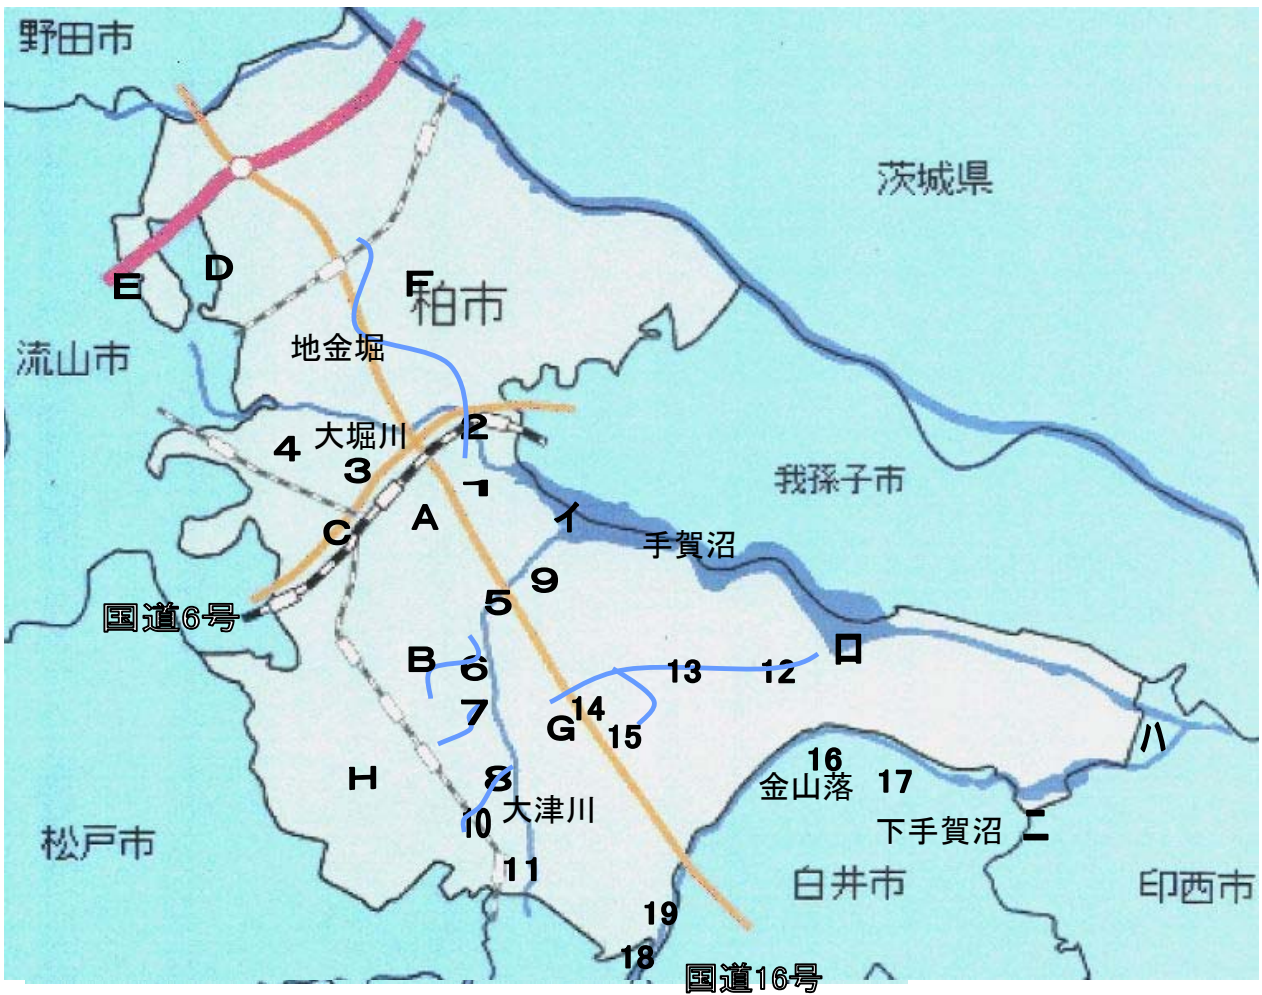 野田市
茨城県
E
D
F
柏市
流山市
地金堀
2
4
大堀川
3
我孫子市
A
イ
C
手賀沼
9
5
国道6号
B
6
13
12
ロ
7
14
G
15
ハ
16
H
8
金山落
17
10
大津川
下手賀沼
ニ
松戸市
11
白井市
印西市
19
18
国道16号